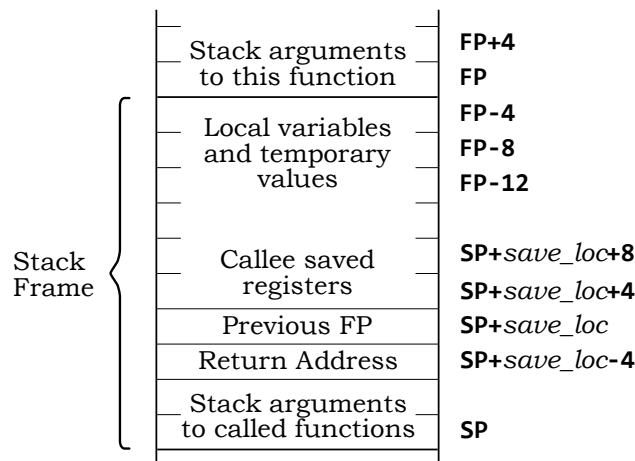 Stack arguments
to this function
FP+4
FP
Local variables
and temporary
values
FP-4
FP-8
FP-12
Stack
Frame
Callee saved
registers
SP+save_loc+8
SP+save_loc+4
Previous FP
SP+save_loc
Return Address
SP+save_loc-4
Stack arguments
to called functions
SP